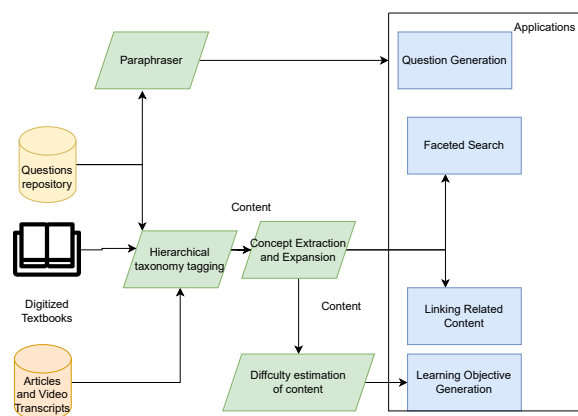 Applications
Paraphraser
Question Generation
Questions
repository
Faceted Search
Content
Hierarchical
taxonomy tagging
Concept Extraction
and Expansion
Digitized
Textbooks
Content
Linking Related
Content
Articles
and Video
Transcripts
Diffculty estimation
of content
Learning Objective
Generation